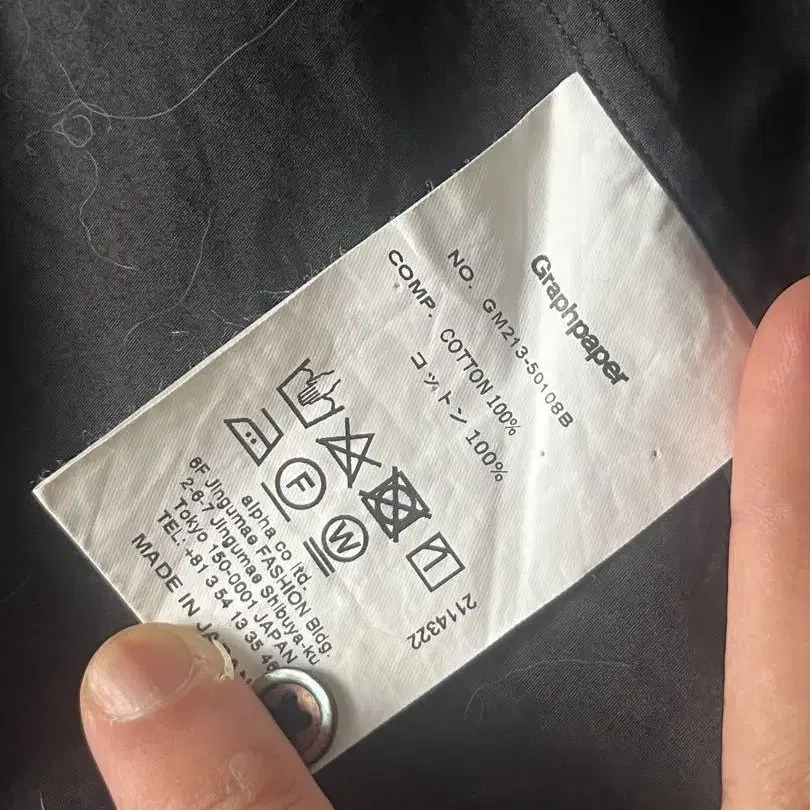 Graphpaper
NO. GM213-50108B
COMP. COTTON 100%
コットン 100%
F
W
alpha co ltd.
6F Jingumae FASHION Bldg.
2-6-7 Jingumae Shibuya-ku
Tokyo 150-0001 JAPAN
TEL. +81 3 54 13 35 46
MADE IN JAPAN
2114322